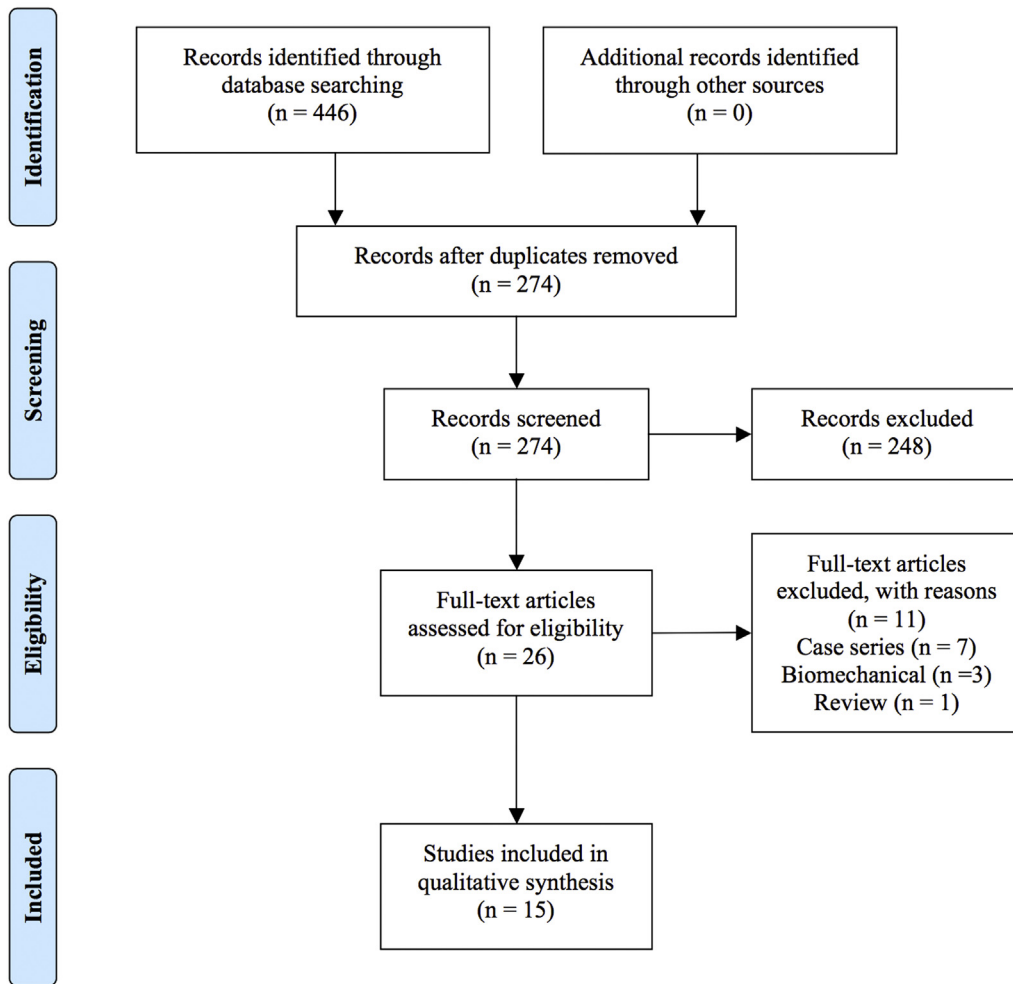 Identification
Records identified through
database searching
(n = 446)
Additional records identified
through other sources
(n = 0)
Records after duplicates removed
(n = 274)
Screening
Records screened
(n = 274)
Records excluded
(n = 248)
Eligibility
Full-text articles
assessed for eligibility
(n = 26)
Full-text articles
excluded, with reasons
(n = 11)
Case series (n = 7)
Biomechanical (n =3)
Review (n = 1)
Included
Studies included in
qualitative synthesis
(n = 15)